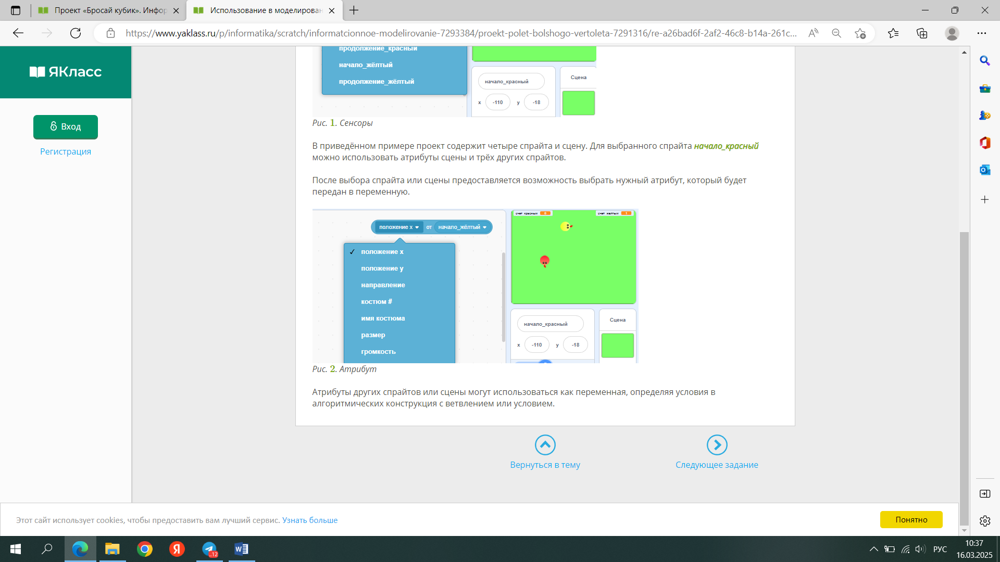 Проект «Бросай кубик». Инфор
Использование в моделирован
https://www.yaklass.ru/p/informatika/scratch/informatcionnoe-modelirovanie-7293384/proekt-polet-bolshogo-vertoleta-7291316/re-a26bad6f-2af2-46c8-b14a-261c...
ЯКласс
Вход
Регистрация
продолжение_красный
начало_жёлтый
продолжение_жёлтый
начало_красный
x -110 y -18
Сцена
Рис. 1. Сенсоры
В приведённом примере проект содержит четыре спрайта и сцену. Для выбранного спрайта начало_красный
можно использовать атрибуты сцены и трёх других спрайтов.
После выбора спрайта или сцены предоставляется возможность выбрать нужный атрибут, который будет
передан в переменную.
положение x от начало_жёлтый
✓ положение x
положение y
направление
костюм #
имя костюма
размер
громкость
счет красный 0
счет желтый 1
начало_красный
x -110 y -18
Сцена
Рис. 2. Атрибут
Атрибуты других спрайтов или сцены могут использоваться как переменная, определяя условия в
алгоритмических конструкция с ветвлением или условием.
Вернуться в тему
Следующее задание
Этот сайт использует cookies, чтобы предоставить вам лучший сервис. Узнать больше
Понятно
..12
РУС
10:37
16.03.2025